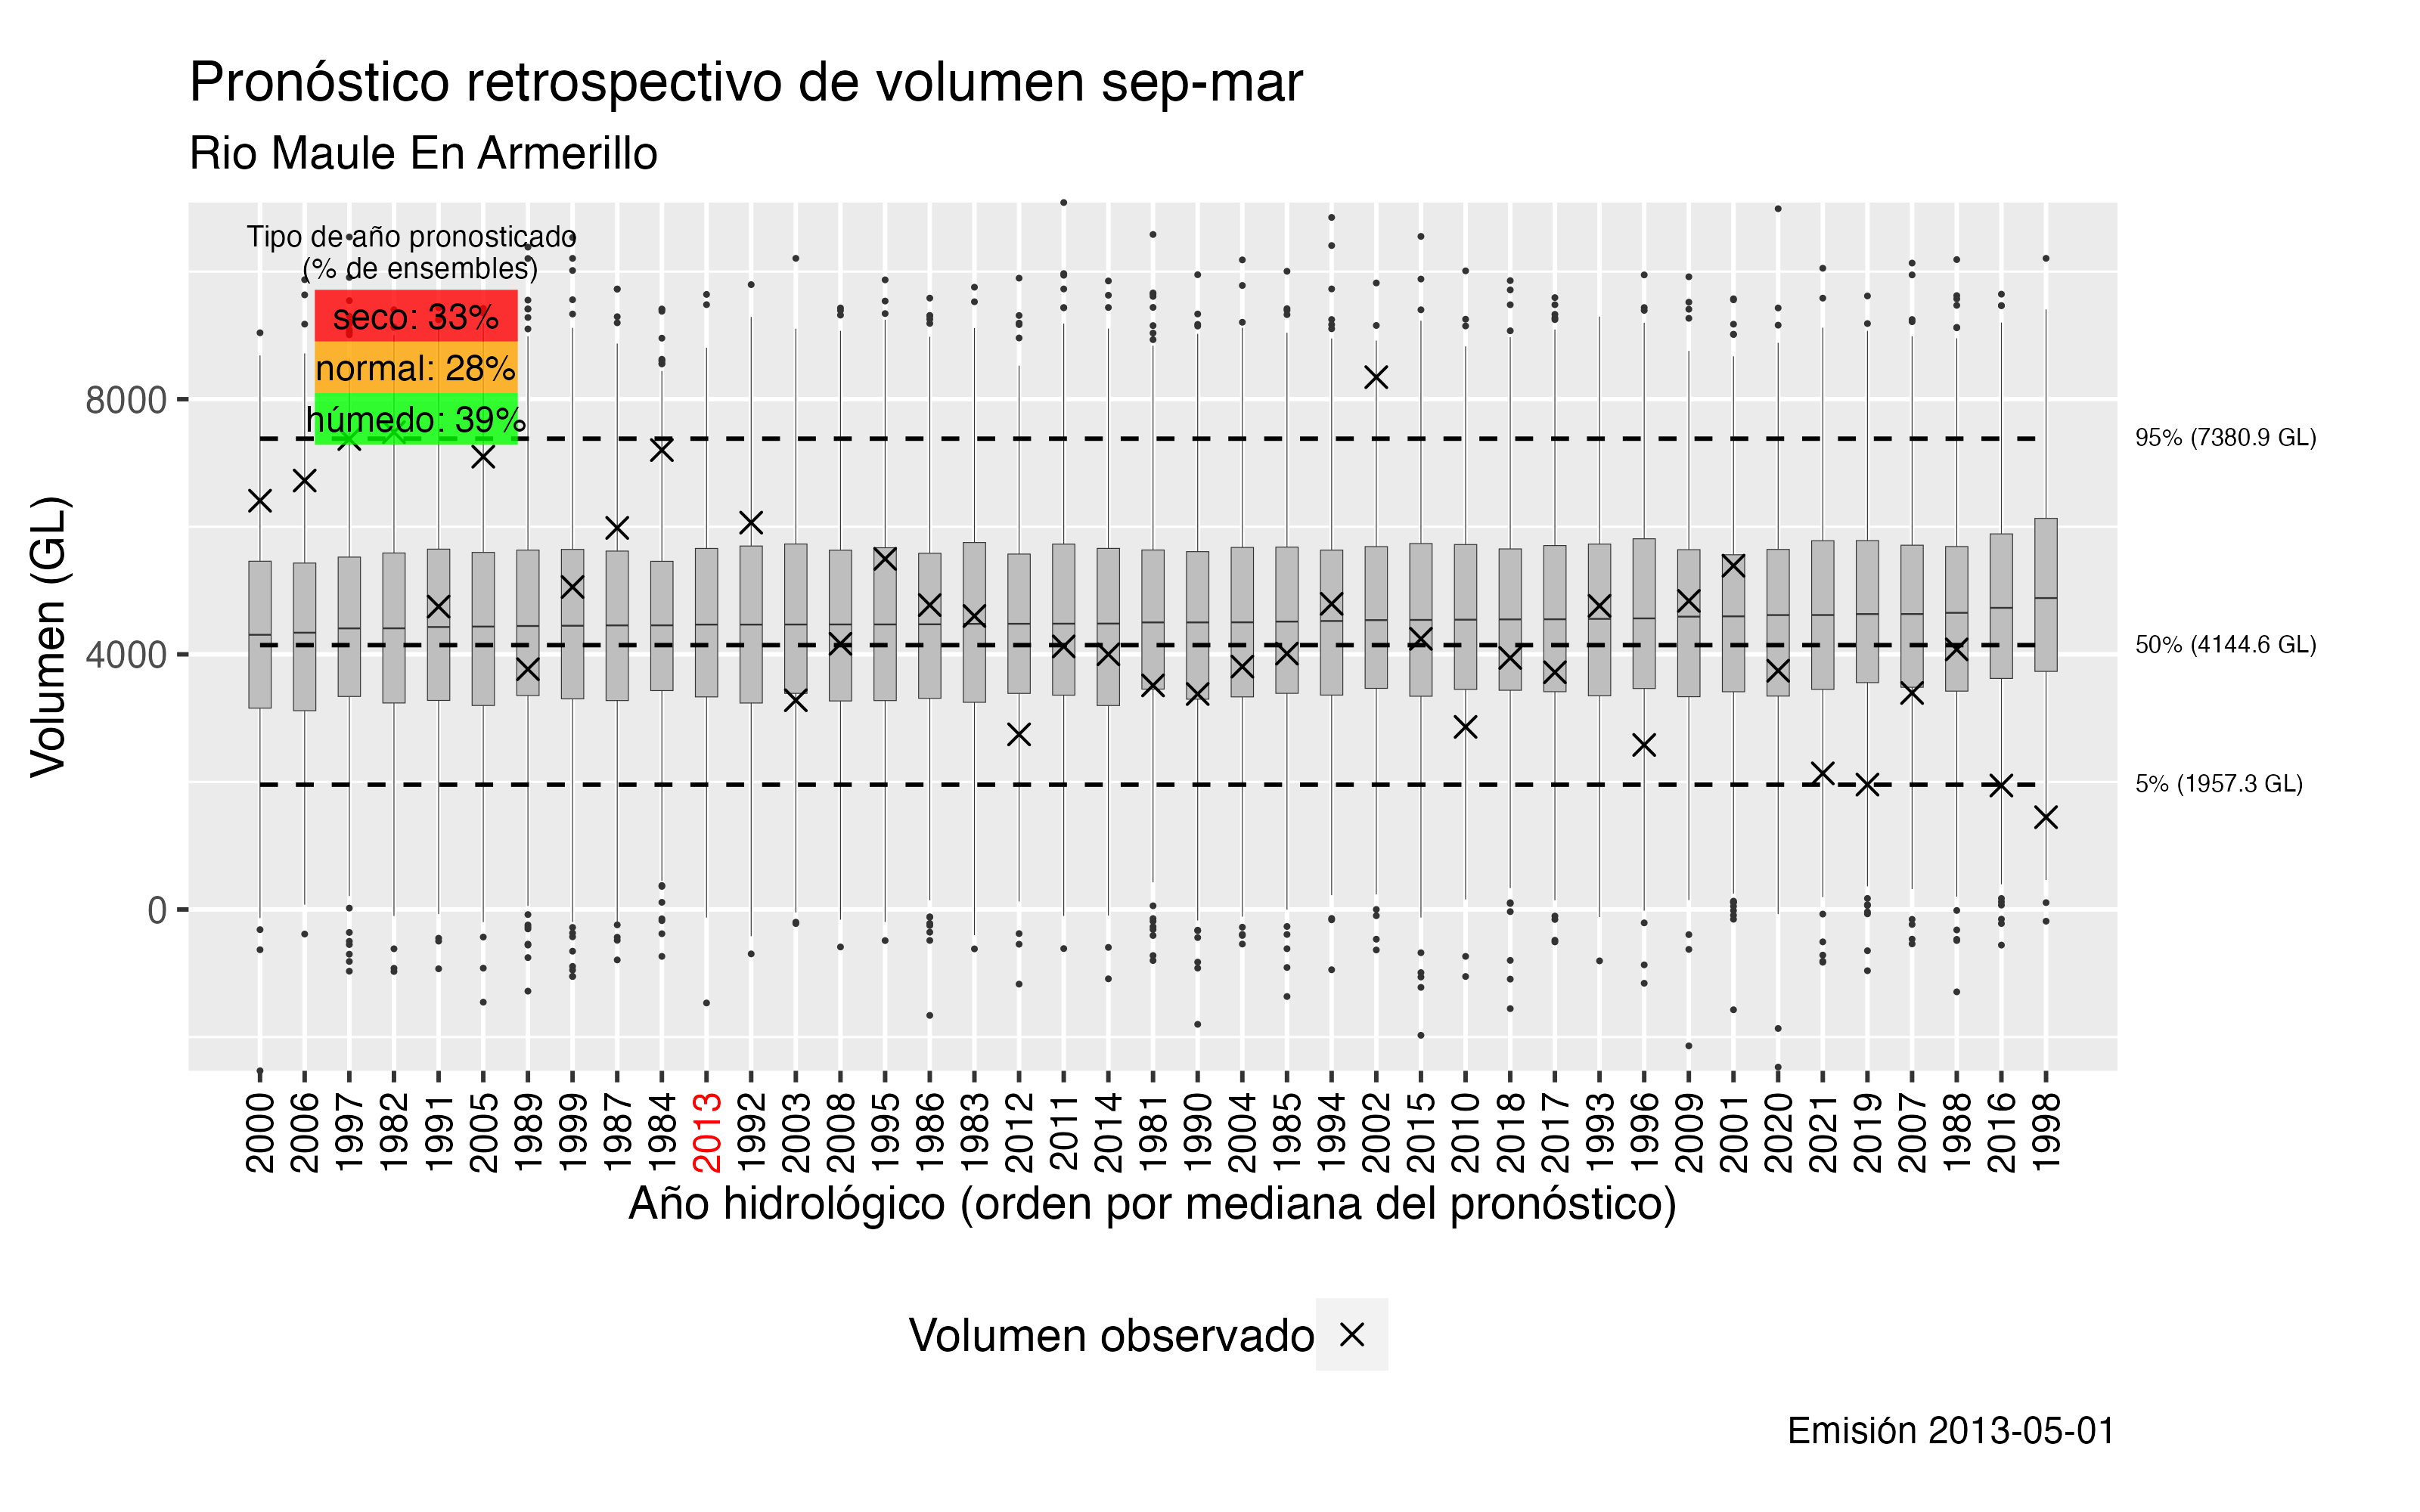 Pronóstico retrospectivo de volumen sep-mar
Rio Maule En Armerillo
Tipo de año pronosticado
(% de ensembles)
seco: 33%
normal: 28%
húmedo: 39%
Volumen (GL)
8000
4000
0
95% (7380.9 GL)
50% (4144.6 GL)
5% (1957.3 GL)
2000 2006 1997 1982 1991 2005 1989 1999 1987 1984 2013 1992 2003 2008 1995 1986 1983 2012 2011 2014 1981 1990 2004 1985 1994 2002 2015 2010 2018 2017 1993 1996 2009 2001 2020 2021 2019 2007 1988 2016 1998
Año hidrológico (orden por mediana del pronóstico)
Volumen observado
Emisión 2013-05-01